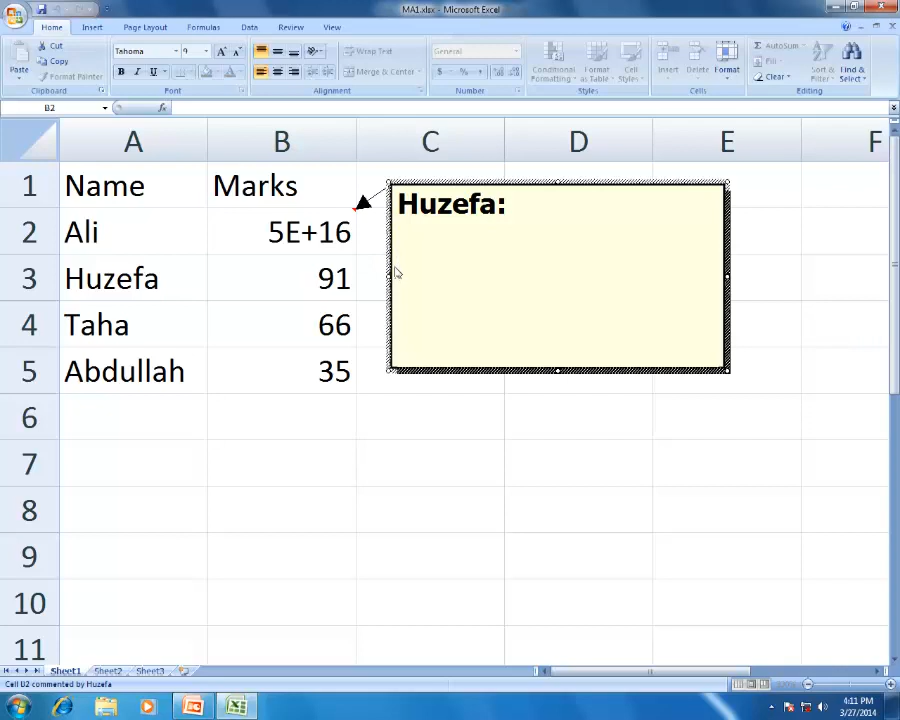 MA1.xlsx - Microsoft Excel
Home Insert Page Layout Formulas Data Review View
Cut
Copy
Format Painter
Paste
Clipboard
Tahoma 9
B I U
Font
Wrap Text
Merge & Center
Alignment
General
$ % ,
Number
Conditional Formatting
Format as Table
Cell Styles
Styles
Insert Delete Format
Cells
Σ AutoSum
Fill
Clear
Sort & Filter
Find & Select
Editing
B2 fx
A B C D E F
1 Name Marks
2 Ali 5E+16
3 Huzefa 91
4 Taha 66
5 Abdullah 35
6
7
8
9
10
11
Huzefa:
Sheet1 Sheet2 Sheet3
Cell B2 commented by Huzefa
4:11 PM
3/27/2014